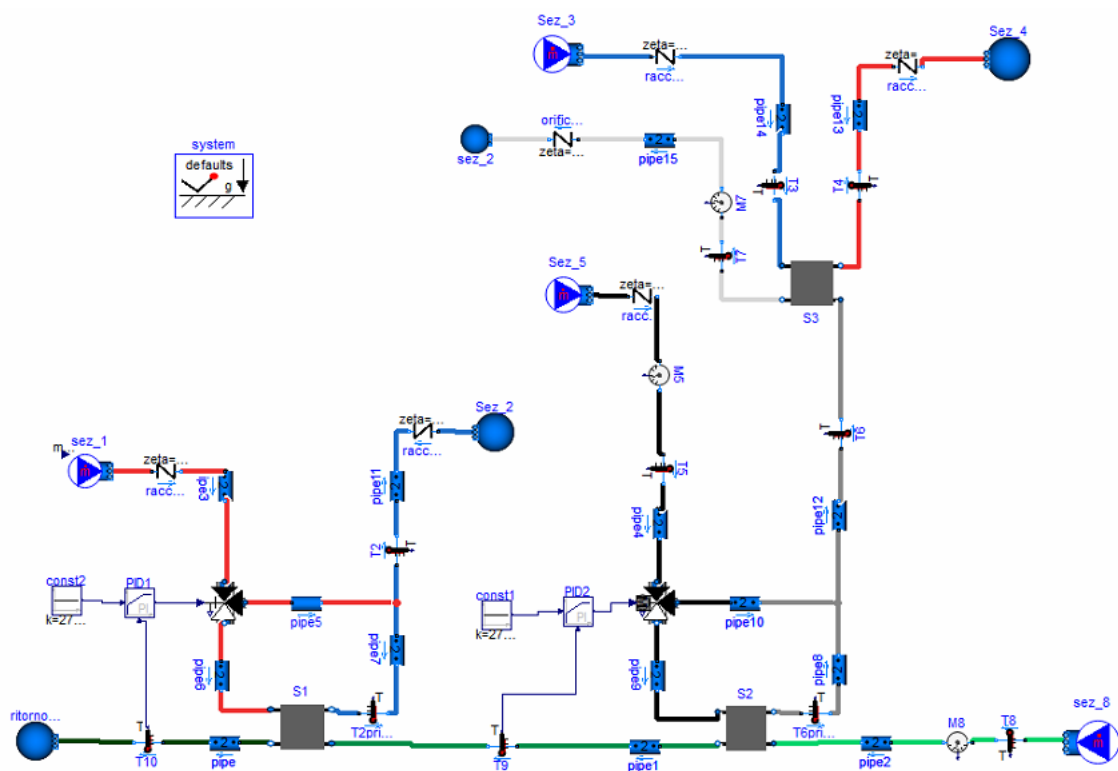 Sez_3
zeta=...
racc...
zeta=
racc...
Sez_4
pipe14
pipe13
orific...
zeta=...
sez_2
pipe15
system
defaults
g
M7
T
T3
T4
T
T7
S3
Sez_5
zeta=...
racc...
M5
T
T6
T
T5
pipe4
pipe12
Sez_2
zeta=...
racc...
m...
sez_1
zeta=...
racc...
ipe3
pipe11
T2
T
const2
k=27...
PID1
PI
pipe5
pipe7
pipe6
const1
k=27...
PID2
PI
pipe10
pipe8
pipe9
S1
T
T2pri...
S2
T
T6pri...
ritorno...
T
T10
pipe
T
T9
pipe1
pipe2
M8
T8
T
sez_8